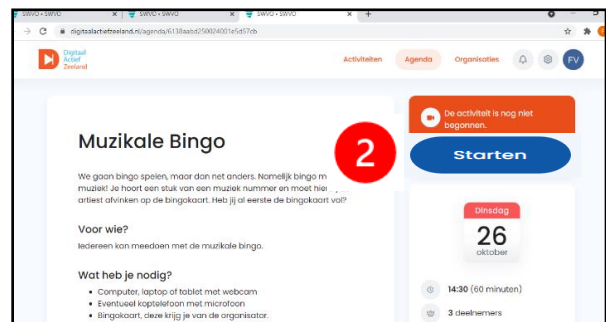 SWVO • SWVO
SWVO • SWVO
SWVO • SWVO
digitaalactiefzeeland.nl/agenda/6138aabd250024001e5d57cb
Digitaal
Actief
Zeeland
Activiteiten
Agenda
Organisaties
FV
De activiteit is nog niet
begonnen.
2
Starten
Muzikale Bingo
We gaan bingo spelen, maar dan net anders. Namelijk bingo m
muziek! Je hoort een stuk van een muziek nummer en moet hier
artiest afvinken op de bingokaart. Heb jij al eerste de bingokaart vol?
Voor wie?
Iedereen kan meedoen met de muzikale bingo.
Wat heb je nodig?
• Computer, laptop of tablet met webcam
• Eventueel koptelefoon met microfoon
• Bingokaart, deze krijg je van de organisator.
Dinsdag
26
oktober
14:30 (60 minuten)
3 deelnemers